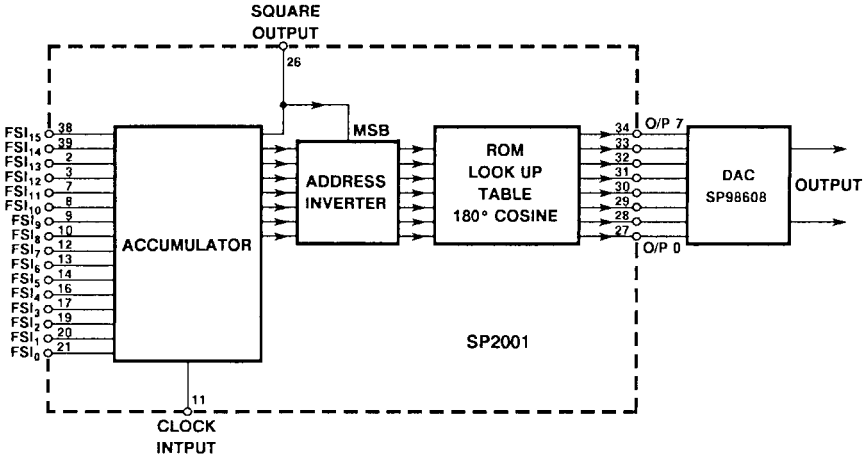 SQUARE
OUTPUT
26
MSB
FSI15 38
FSI14 39
FSI13 2
FSI12 3
FSI11 7
FSI10 8
FSI9 9
FSI8 10
FSI7 12
FSI6 13
FSI5 14
FSI4 16
FSI3 17
FSI2 19
FSI1 20
FSI0 21
ACCUMULATOR
ADDRESS
INVERTER
ROM
LOOK UP
TABLE
180° COSINE
34 O/P 7
33
32
31
30
29
28
27 O/P 0
DAC
SP98608
OUTPUT
SP2001
11
CLOCK
INTPUT